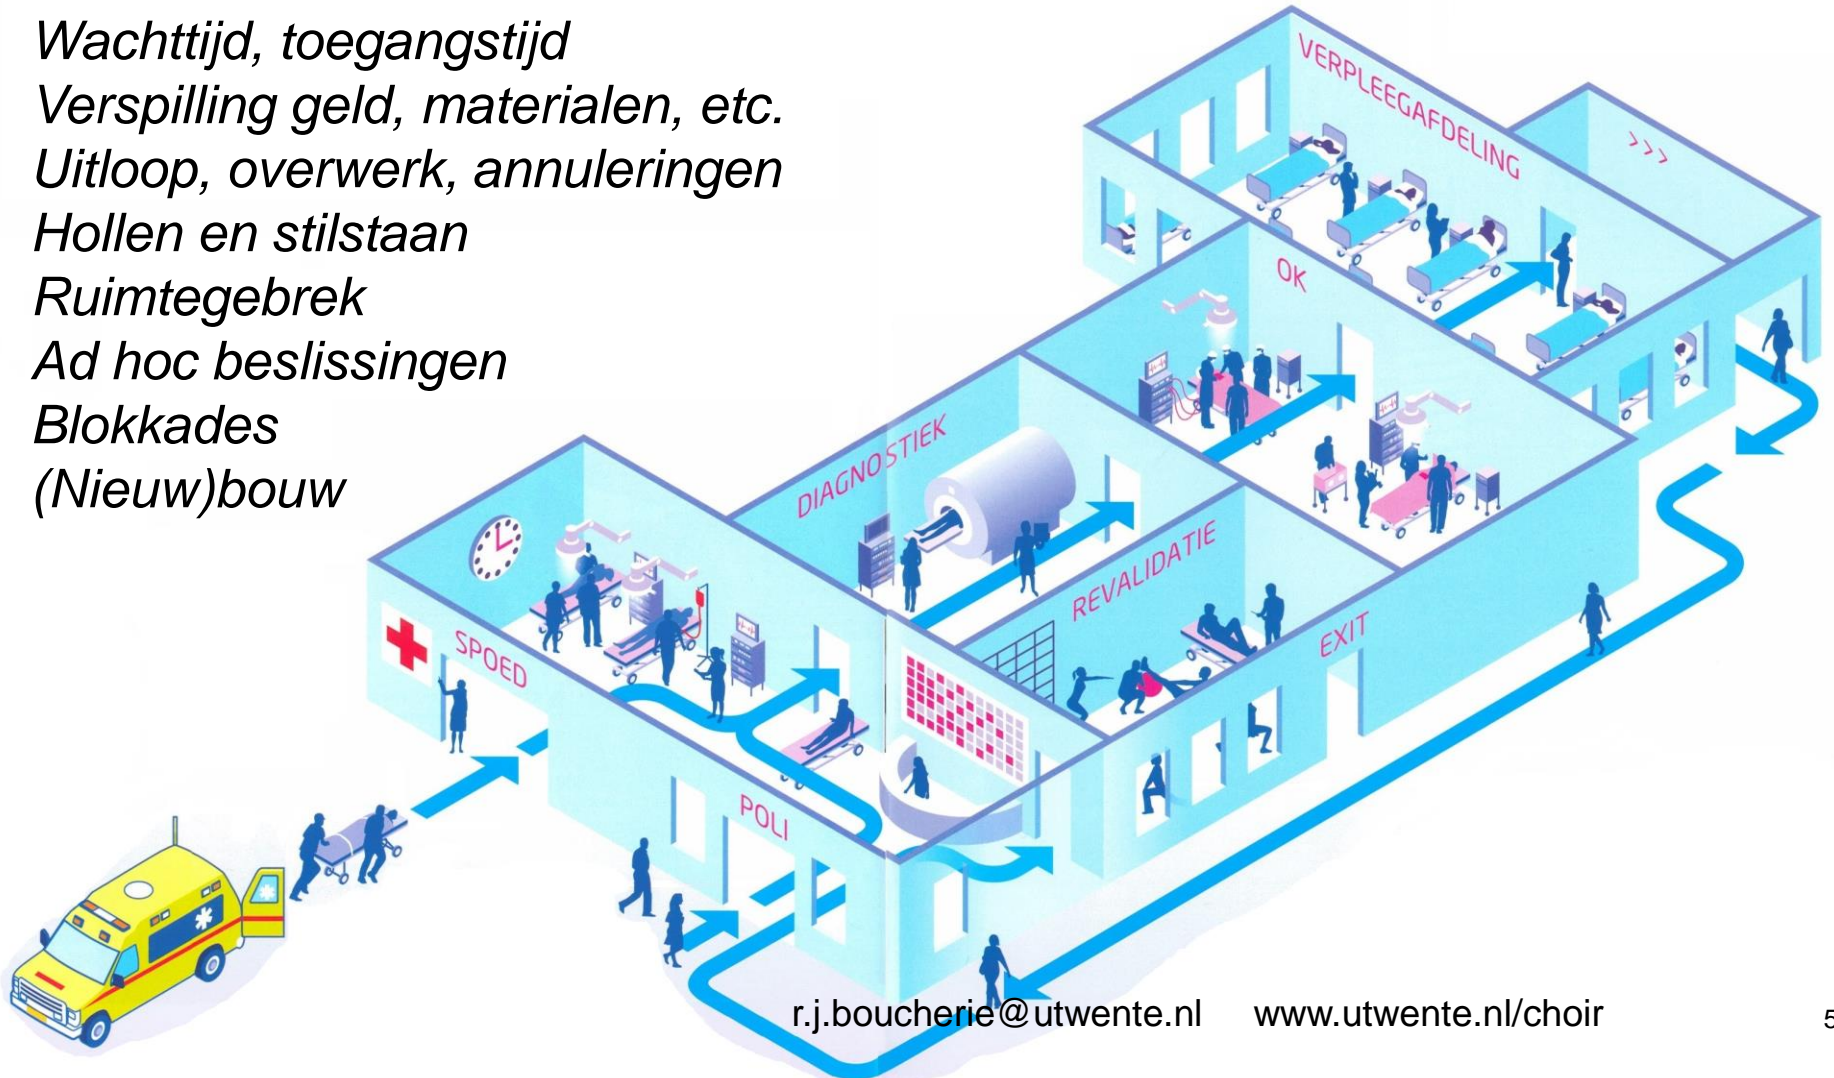 Wachttijd, toegangstijd
Verspilling geld, materialen, etc.
Uitloop, overwerk, annuleringen
Hollen en stilstaan
Ruimtegebrek
Ad hoc beslissingen
Blokkades
(Nieuw)bouw
VERPLEEGAFDELING
>>>
OK
DIAGNOSTIEK
REVALIDATIE
EXIT
SPOED
POLI
r.j.boucherie@utwente.nl www.utwente.nl/choir
5